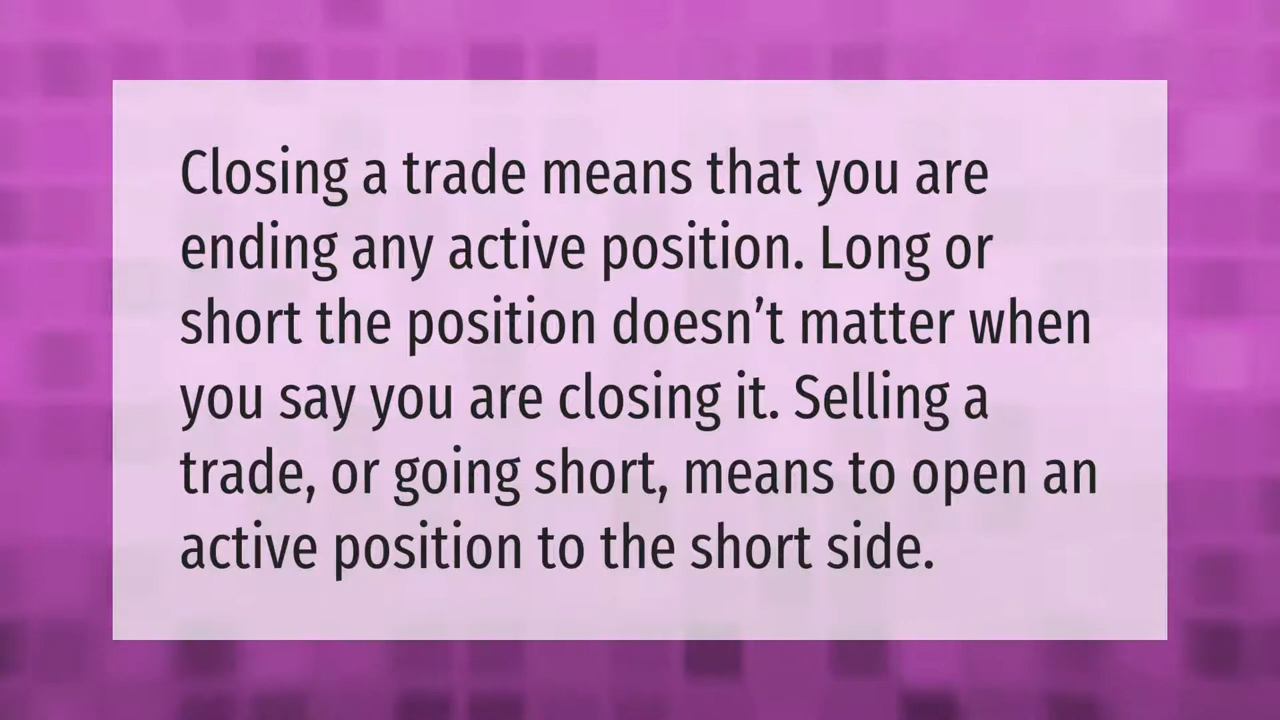 Closing a trade means that you are
ending any active position. Long or
short the position doesn’t matter when
you say you are closing it. Selling a
trade, or going short, means to open an
active position to the short side.